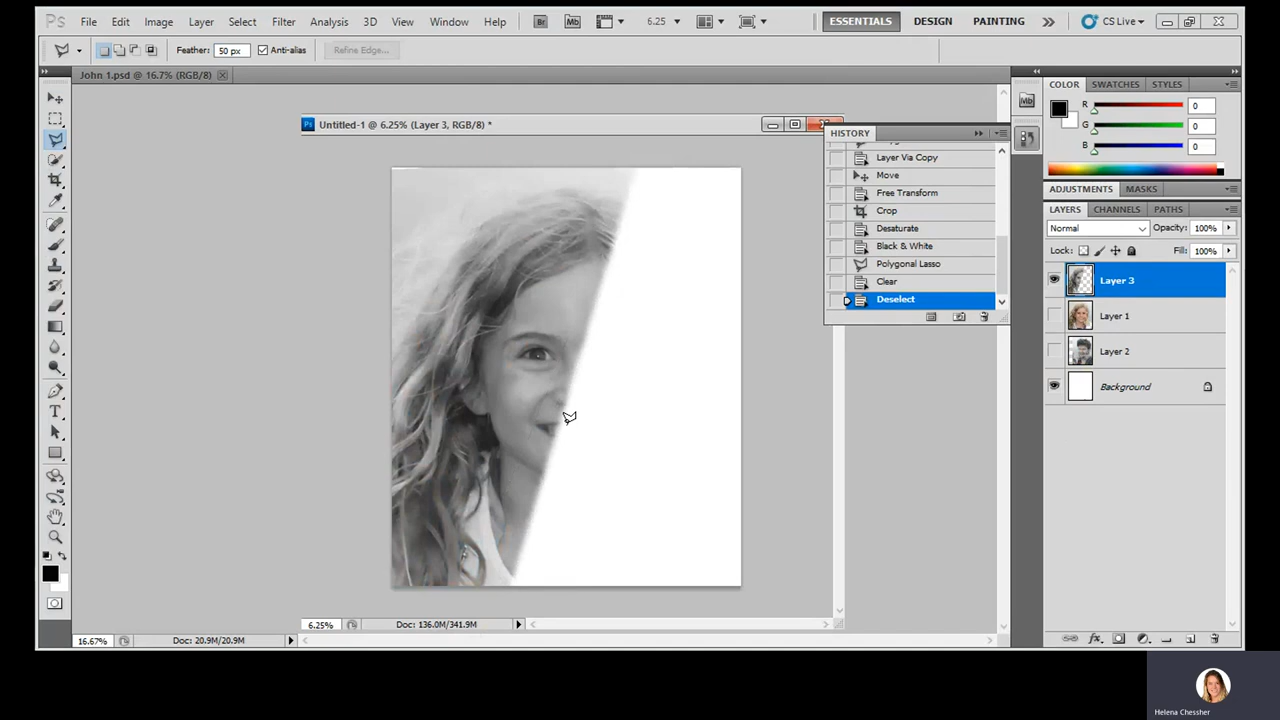 Ps File Edit Image Layer Select Filter Analysis 3D View Window Help Br Mb 6.25 ESSENTIALS DESIGN PAINTING CS Live
Feather: 50 px Anti-alias Refine Edge...
John 1.psd @ 16.7% (RGB/8)
Untitled-1 @ 6.25% (Layer 3, RGB/8) *
HISTORY
Layer Via Copy
Move
Free Transform
Crop
Desaturate
Black & White
Polygonal Lasso
Clear
Deselect
Mb
COLOR SWATCHES STYLES
R 0
G 0
B 0
ADJUSTMENTS MASKS
LAYERS CHANNELS PATHS
Normal Opacity: 100%
Lock: Fill: 100%
Layer 3
Layer 1
Layer 2
Background
6.25% Doc: 136.0M/341.9M
16.67% Doc: 20.9M/20.9M
Helena Chessher